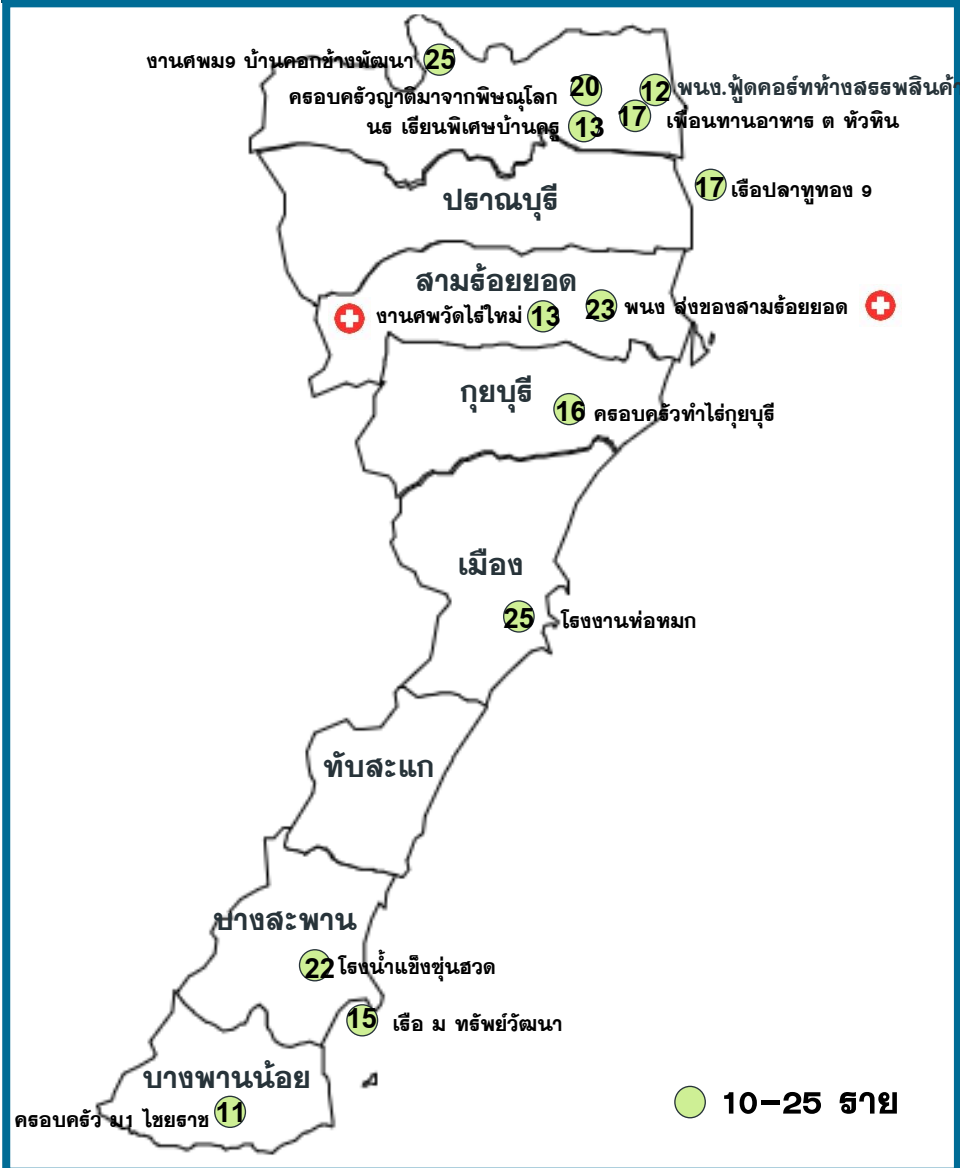 งานศพม9 บ้านคอกช้างพัฒนา 25
ครอบครัวญาติมาจากพิษณุโลก 20
12 พนง.ฟู้ดคอร์ทห้างสรรพสินค้า
นร เรียนพิเศษบ้านครู 13
17 เพื่อนทานอาหาร ต หัวหิน
ปราณบุรี
17 เรือปลาทูทอง 9
สามร้อยยอด
งานศพวัดไร่ใหม่ 13
23 พนง ส่งของสามร้อยยอด
กุยบุรี
16 ครอบครัวทำไร่กุยบุรี
เมือง
25 โรงงานห่อหมก
ทับสะแก
บางสะพาน
22 โรงน้ำแข็งซุ่นฮวด
15 เรือ ม ทรัพย์วัฒนา
บางพานน้อย
ครอบครัว ม1 ไชยราช 11
10-25 ราย